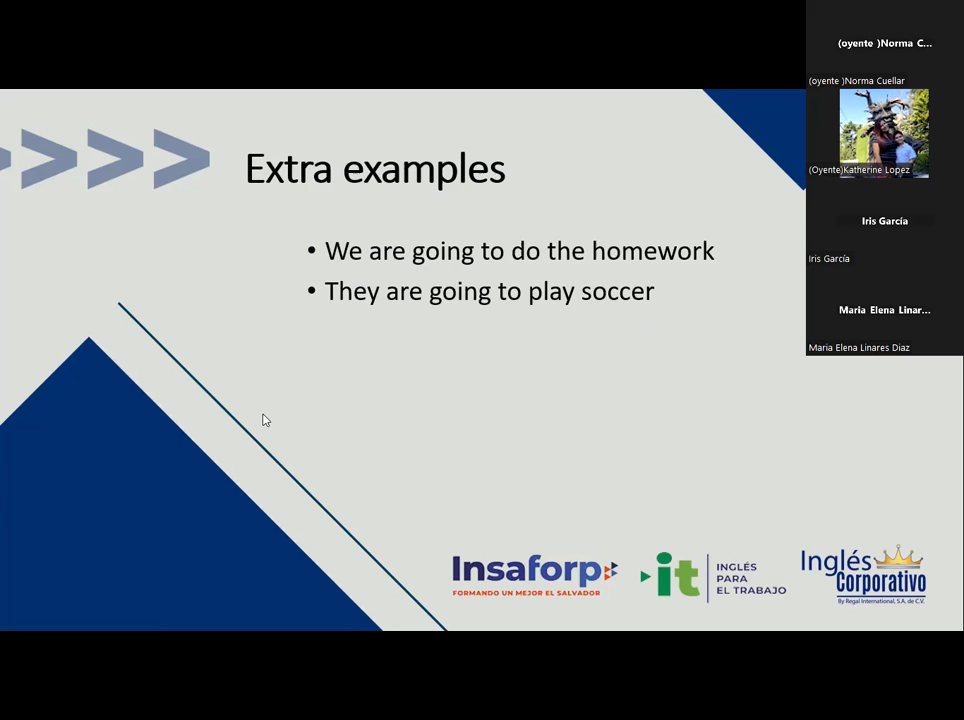 (oyente )Norma C...
(oyente )Norma Cuellar
(Oyente)Katherine Lopez
Iris García
Iris García
Maria Elena Linar...
Maria Elena Linares Diaz
>>>>
Extra examples
• We are going to do the homework
• They are going to play soccer
Insaforp
FORMANDO UN MEJOR EL SALVADOR
it
INGLÉS
PARA
EL TRABAJO
Inglés
Corporativo
By Regal International, S.A. de C.V.